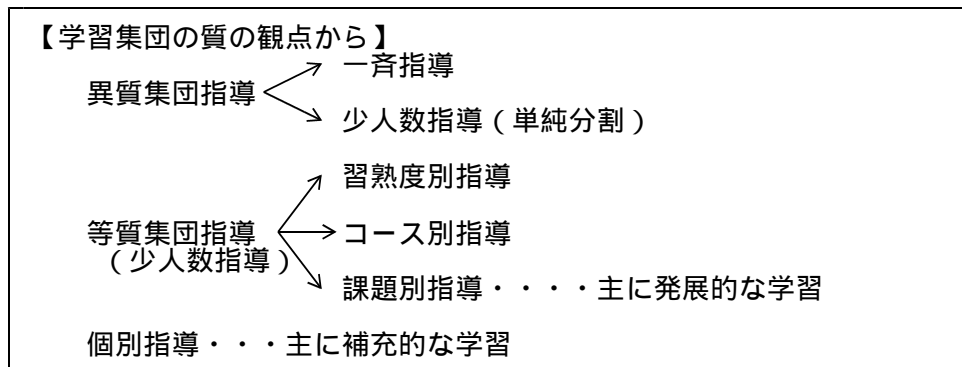 【学習集団の質の観点から】
一斉指導
異質集団指導
少人数指導(単純分割)
習熟度別指導
等質集団指導
コース別指導
(少人数指導)
課題別指導・・・・主に発展的な学習
個別指導・・・主に補充的な学習